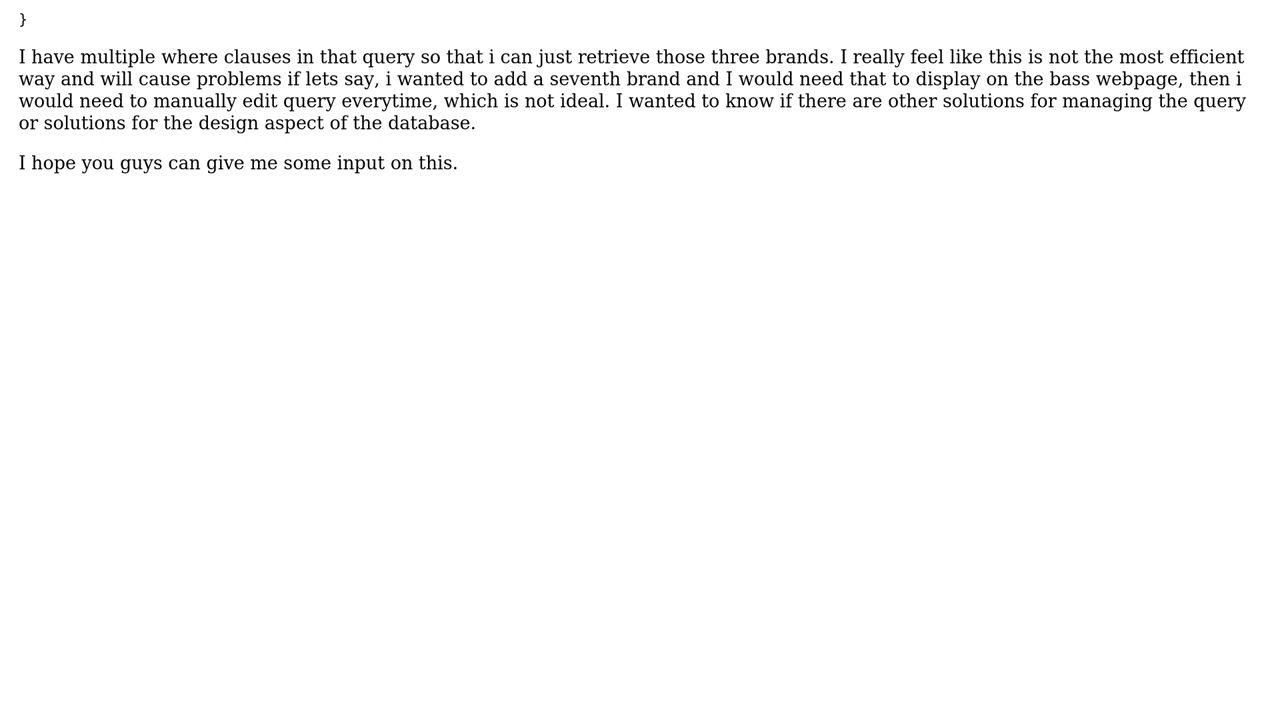 }
I have multiple where clauses in that query so that i can just retrieve those three brands. I really feel like this is not the most efficient
way and will cause problems if lets say, i wanted to add a seventh brand and I would need that to display on the bass webpage, then i
would need to manually edit query everytime, which is not ideal. I wanted to know if there are other solutions for managing the query
or solutions for the design aspect of the database.
I hope you guys can give me some input on this.